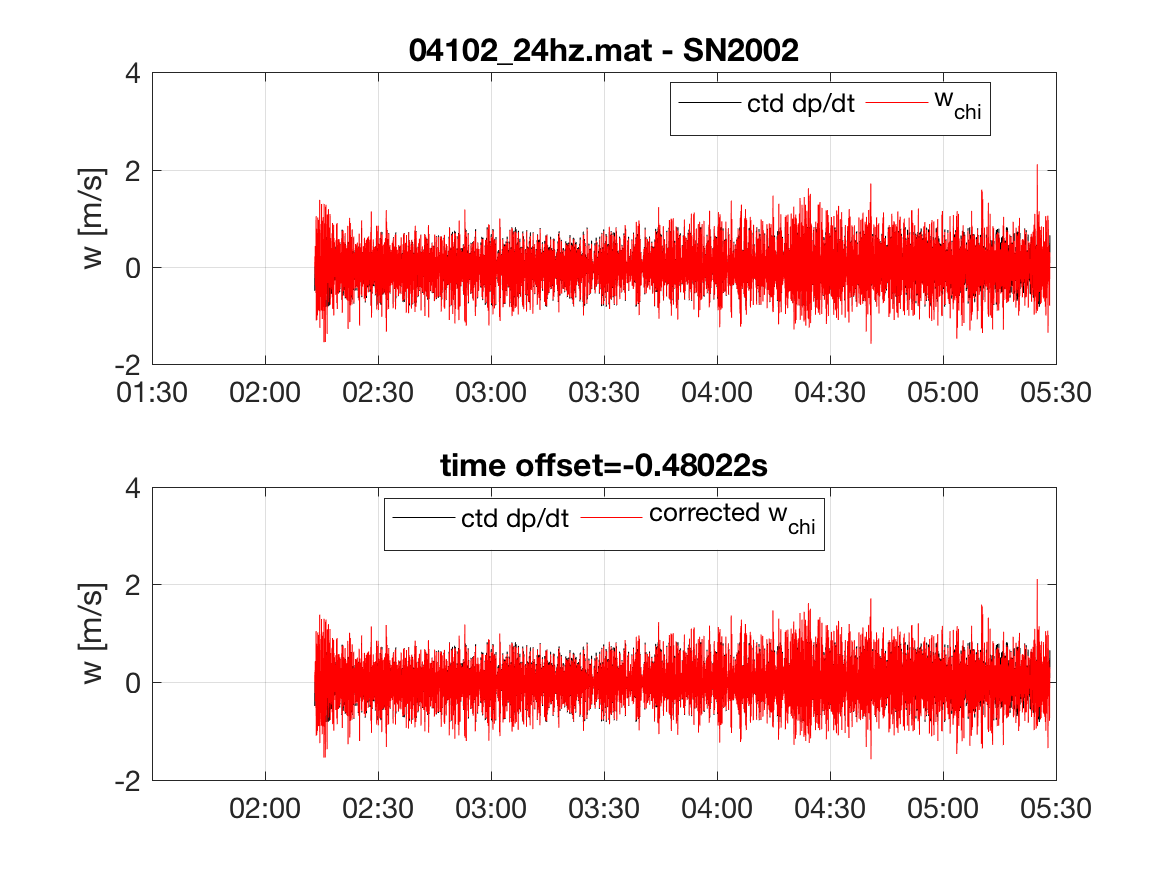 04102_24hz.mat - SN2002
4
ctd dp/dt w_chi
2
w [m/s]
0
-2
01:30 02:00 02:30 03:00 03:30 04:00 04:30 05:00 05:30
time offset=-0.48022s
4
ctd dp/dt corrected w_chi
2
w [m/s]
0
-2
02:00 02:30 03:00 03:30 04:00 04:30 05:00 05:30